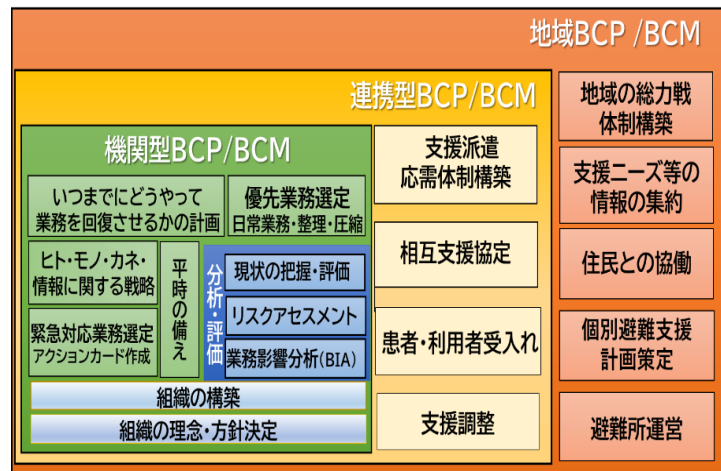 地域BCP /BCM
連携型BCP/BCM
機関型BCP/BCM
いつまでにどうやって
業務を回復させるかの計画
優先業務選定
日常業務・整理・圧縮
ヒト・モノ・カネ・
情報に関する戦略
緊急対応業務選定
アクションカード作成
平時の備え
分析・評価
現状の把握・評価
リスクアセスメント
業務影響分析(BIA)
組織の構築
組織の理念・方針決定
支援派遣
応需体制構築
相互支援協定
患者・利用者受入れ
支援調整
地域の総力戦
体制構築
支援ニーズ等の
情報の集約
住民との協働
個別避難支援
計画策定
避難所運営